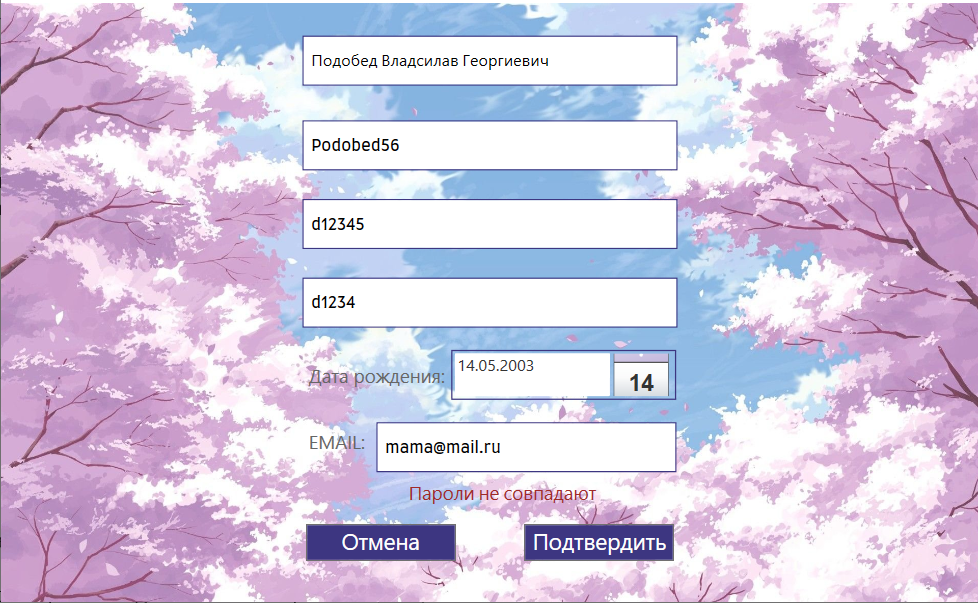 Подобед Владсилав Георгиевич
Podobed56
d12345
d1234
Дата рождения: 14.05.2003 14
EMAIL: mama@mail.ru
Пароли не совпадают
Отмена Подтвердить